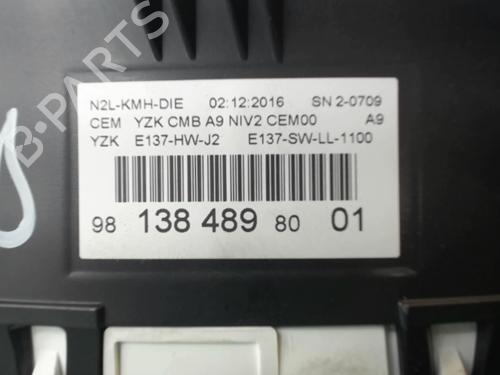 N2L-KMH-DIE 02:12:2016 SN 2-0709
CEM YZK CMB A9 NIV2 CEM00 A9
YZK E137-HW-J2 E137-SW-LL-1100
98 138 489 80 01